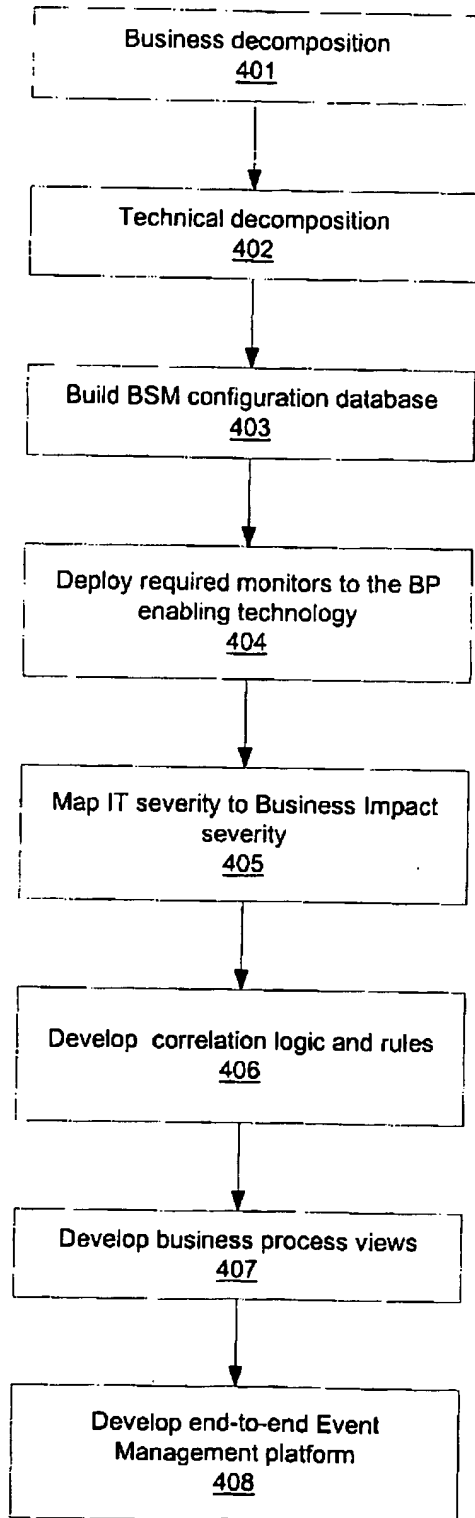 Business decomposition
401
Technical decomposition
402
Build BSM configuration database
403
Deploy required monitors to the BP
enabling technology
404
Map IT severity to Business Impact
severity
405
Develop correlation logic and rules
406
Develop business process views
407
Develop end-to-end Event
Management platform
408